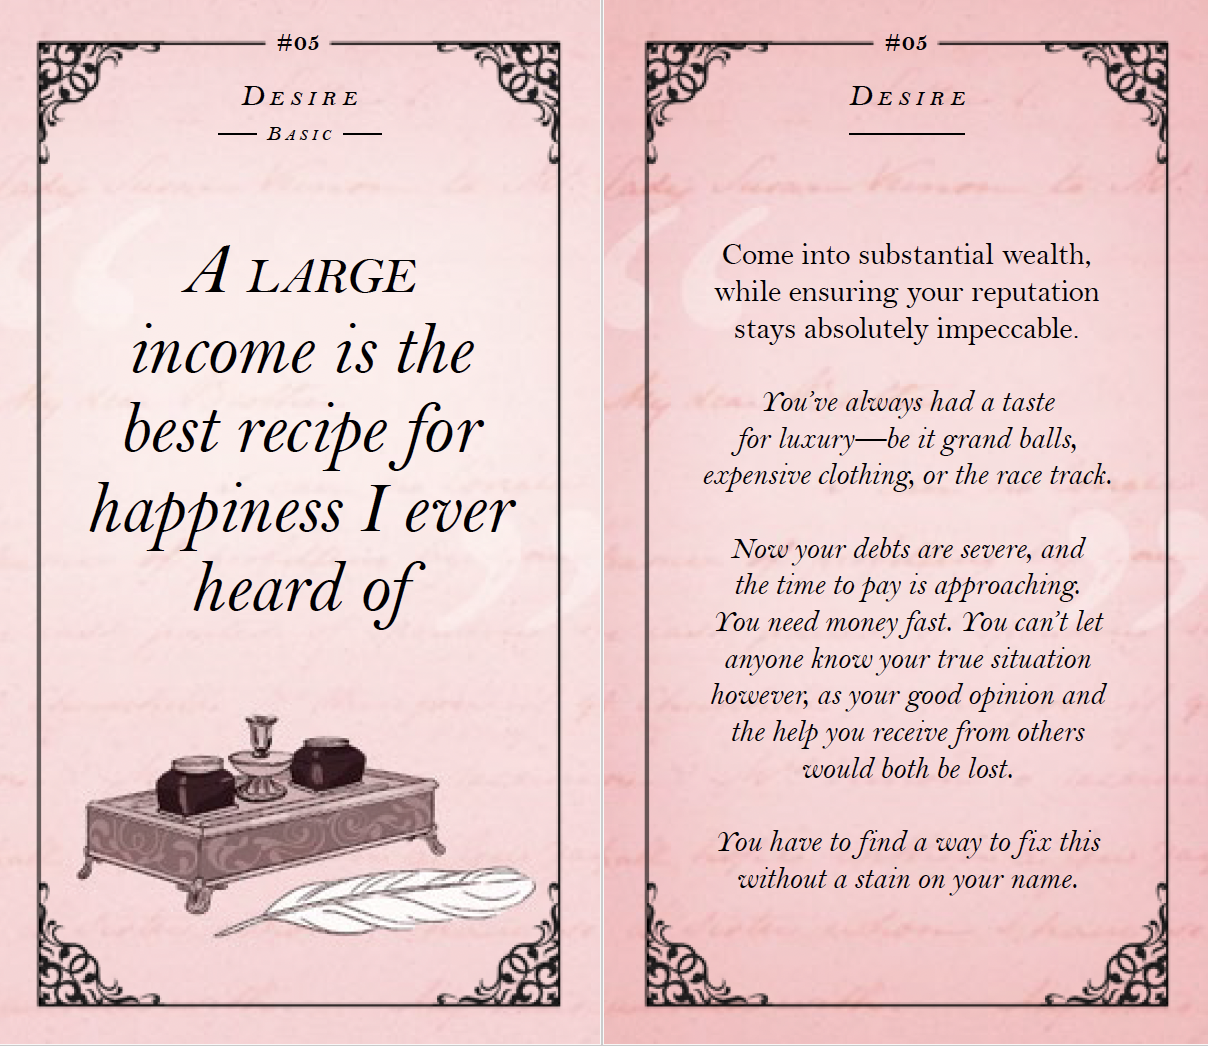 #05
DESIRE
BASIC
A LARGE
income is the
best recipe for
happiness I ever
heard of
#05
DESIRE
Come into substantial wealth,
while ensuring your reputation
stays absolutely impeccable.
You've always had a taste
for luxury—be it grand balls,
expensive clothing, or the race track.
Now your debts are severe, and
the time to pay is approaching.
You need money fast. You can't let
anyone know your true situation
however, as your good opinion and
the help you receive from others
would both be lost.
You have to find a way to fix this
without a stain on your name.